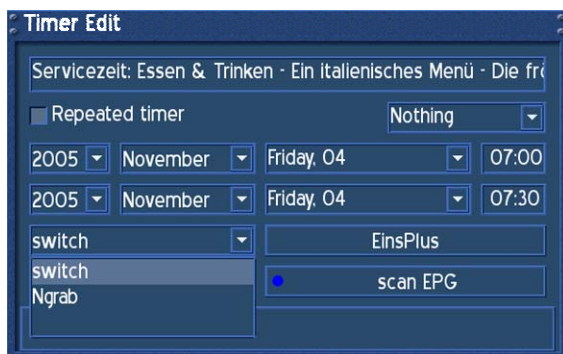 Timer Edit
Servicezeit: Essen & Trinken - Ein italienisches Menü - Die frö
Repeated timer Nothing
2005 November Friday, 04 07:00
2005 November Friday, 04 07:30
switch EinsPlus
switch
scan EPG
Ngrab